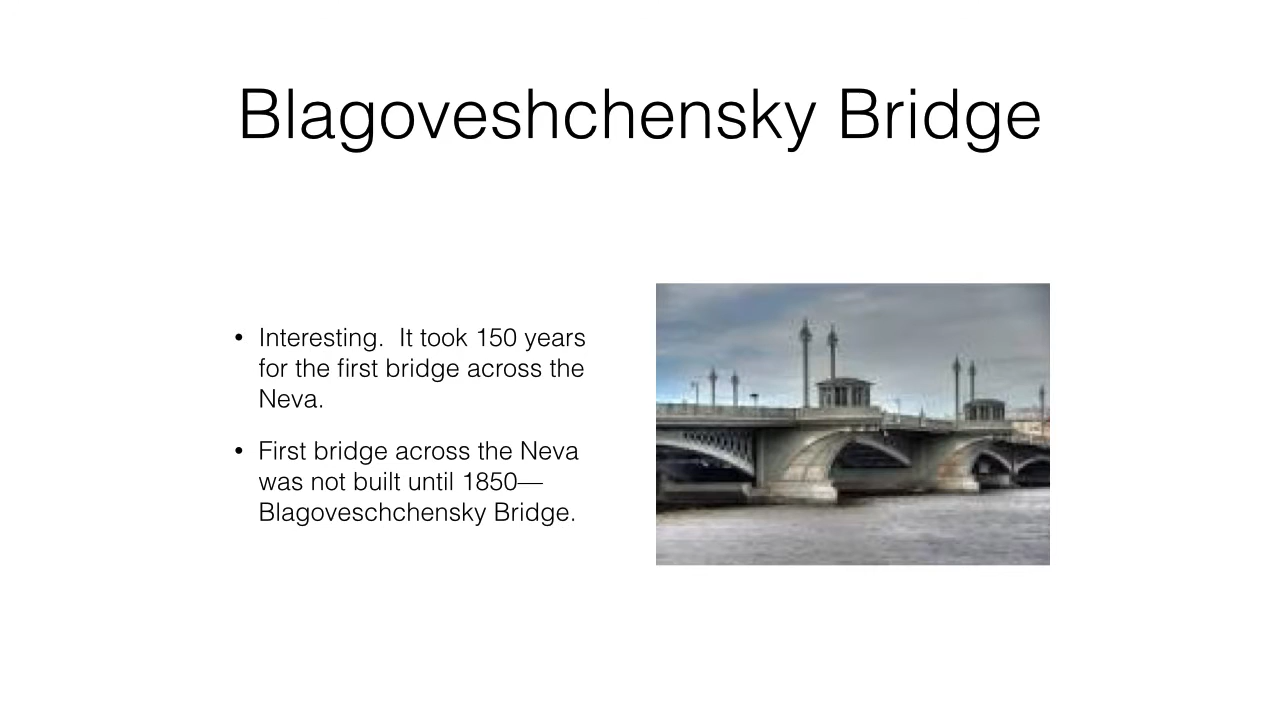 Blagoveshchensky Bridge
• Interesting.  It took 150 years
for the first bridge across the
Neva.
• First bridge across the Neva
was not built until 1850—
Blagoveschchensky Bridge.